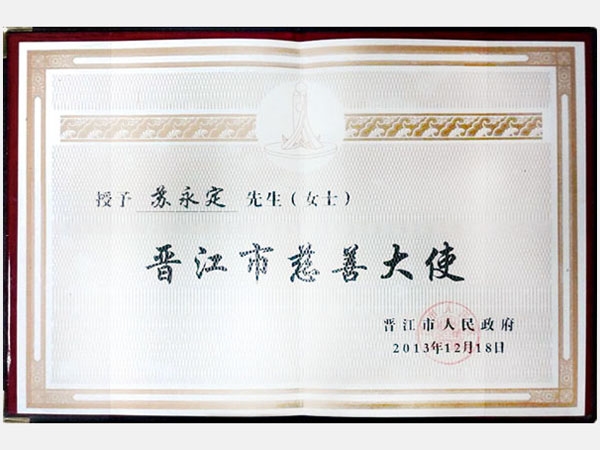 授予 苏永定 先生(女士)
晋江市慈善大使
晋江市人民政府
2013年12月18日